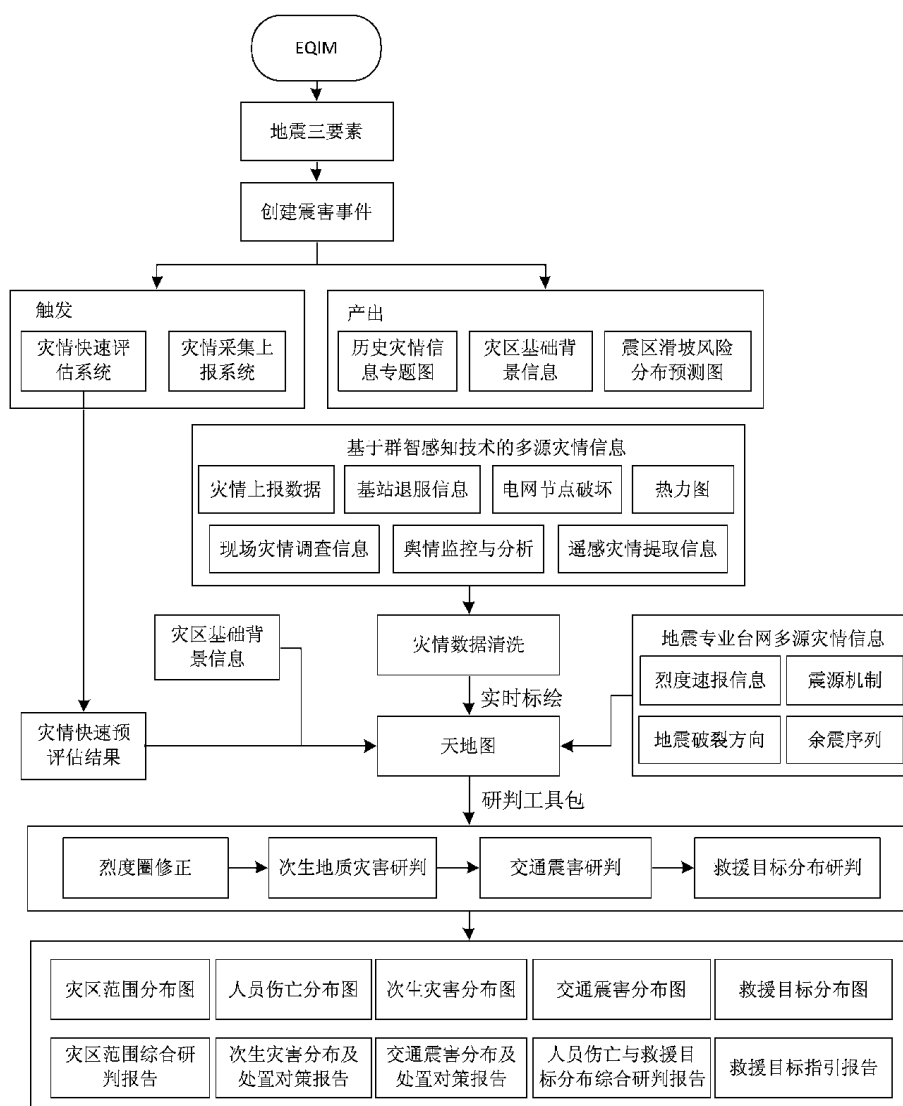 EQIM
地震三要素
创建震害事件
触发
灾情快速评
估系统
灾情采集上
报系统
产出
历史灾情信
息专题图
灾区基础背
景信息
震区滑坡风险
分布预测图
基于群智感知技术的多源灾情信息
灾情上报数据
基站退服信息
电网节点破坏
热力图
现场灾情调查信息
舆情监控与分析
遥感灾情提取信息
灾区基础背
景信息
灾情数据清洗
地震专业台网多源灾情信息
烈度速报信息
震源机制
地震破裂方向
余震序列
实时标绘
灾情快速预
评估结果
天地图
研判工具包
烈度圈修正
次生地质灾害研判
交通震害研判
救援目标分布研判
灾区范围分布图
人员伤亡分布图
次生灾害分布图
交通震害分布图
救援目标分布图
灾区范围综合研
判报告
次生灾害分布及
处置对策报告
交通震害分布及
处置对策报告
人员伤亡与救援目
标分布综合研判报告
救援目标指引报告